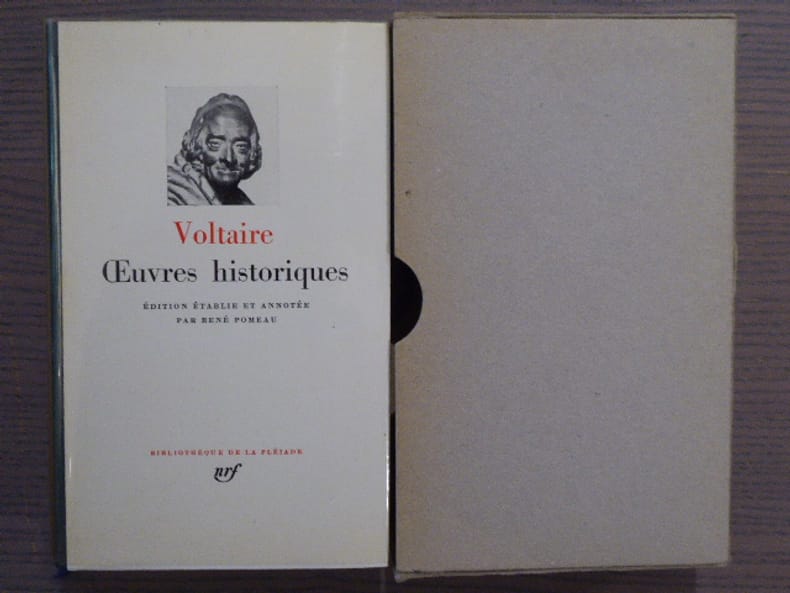 Voltaire
Œuvres historiques
ÉDITION ÉTABLIE ET ANNOTÉE
PAR RENÉ POMEAU
BIBLIOTHÈQUE DE LA PLÉIADE
nrf